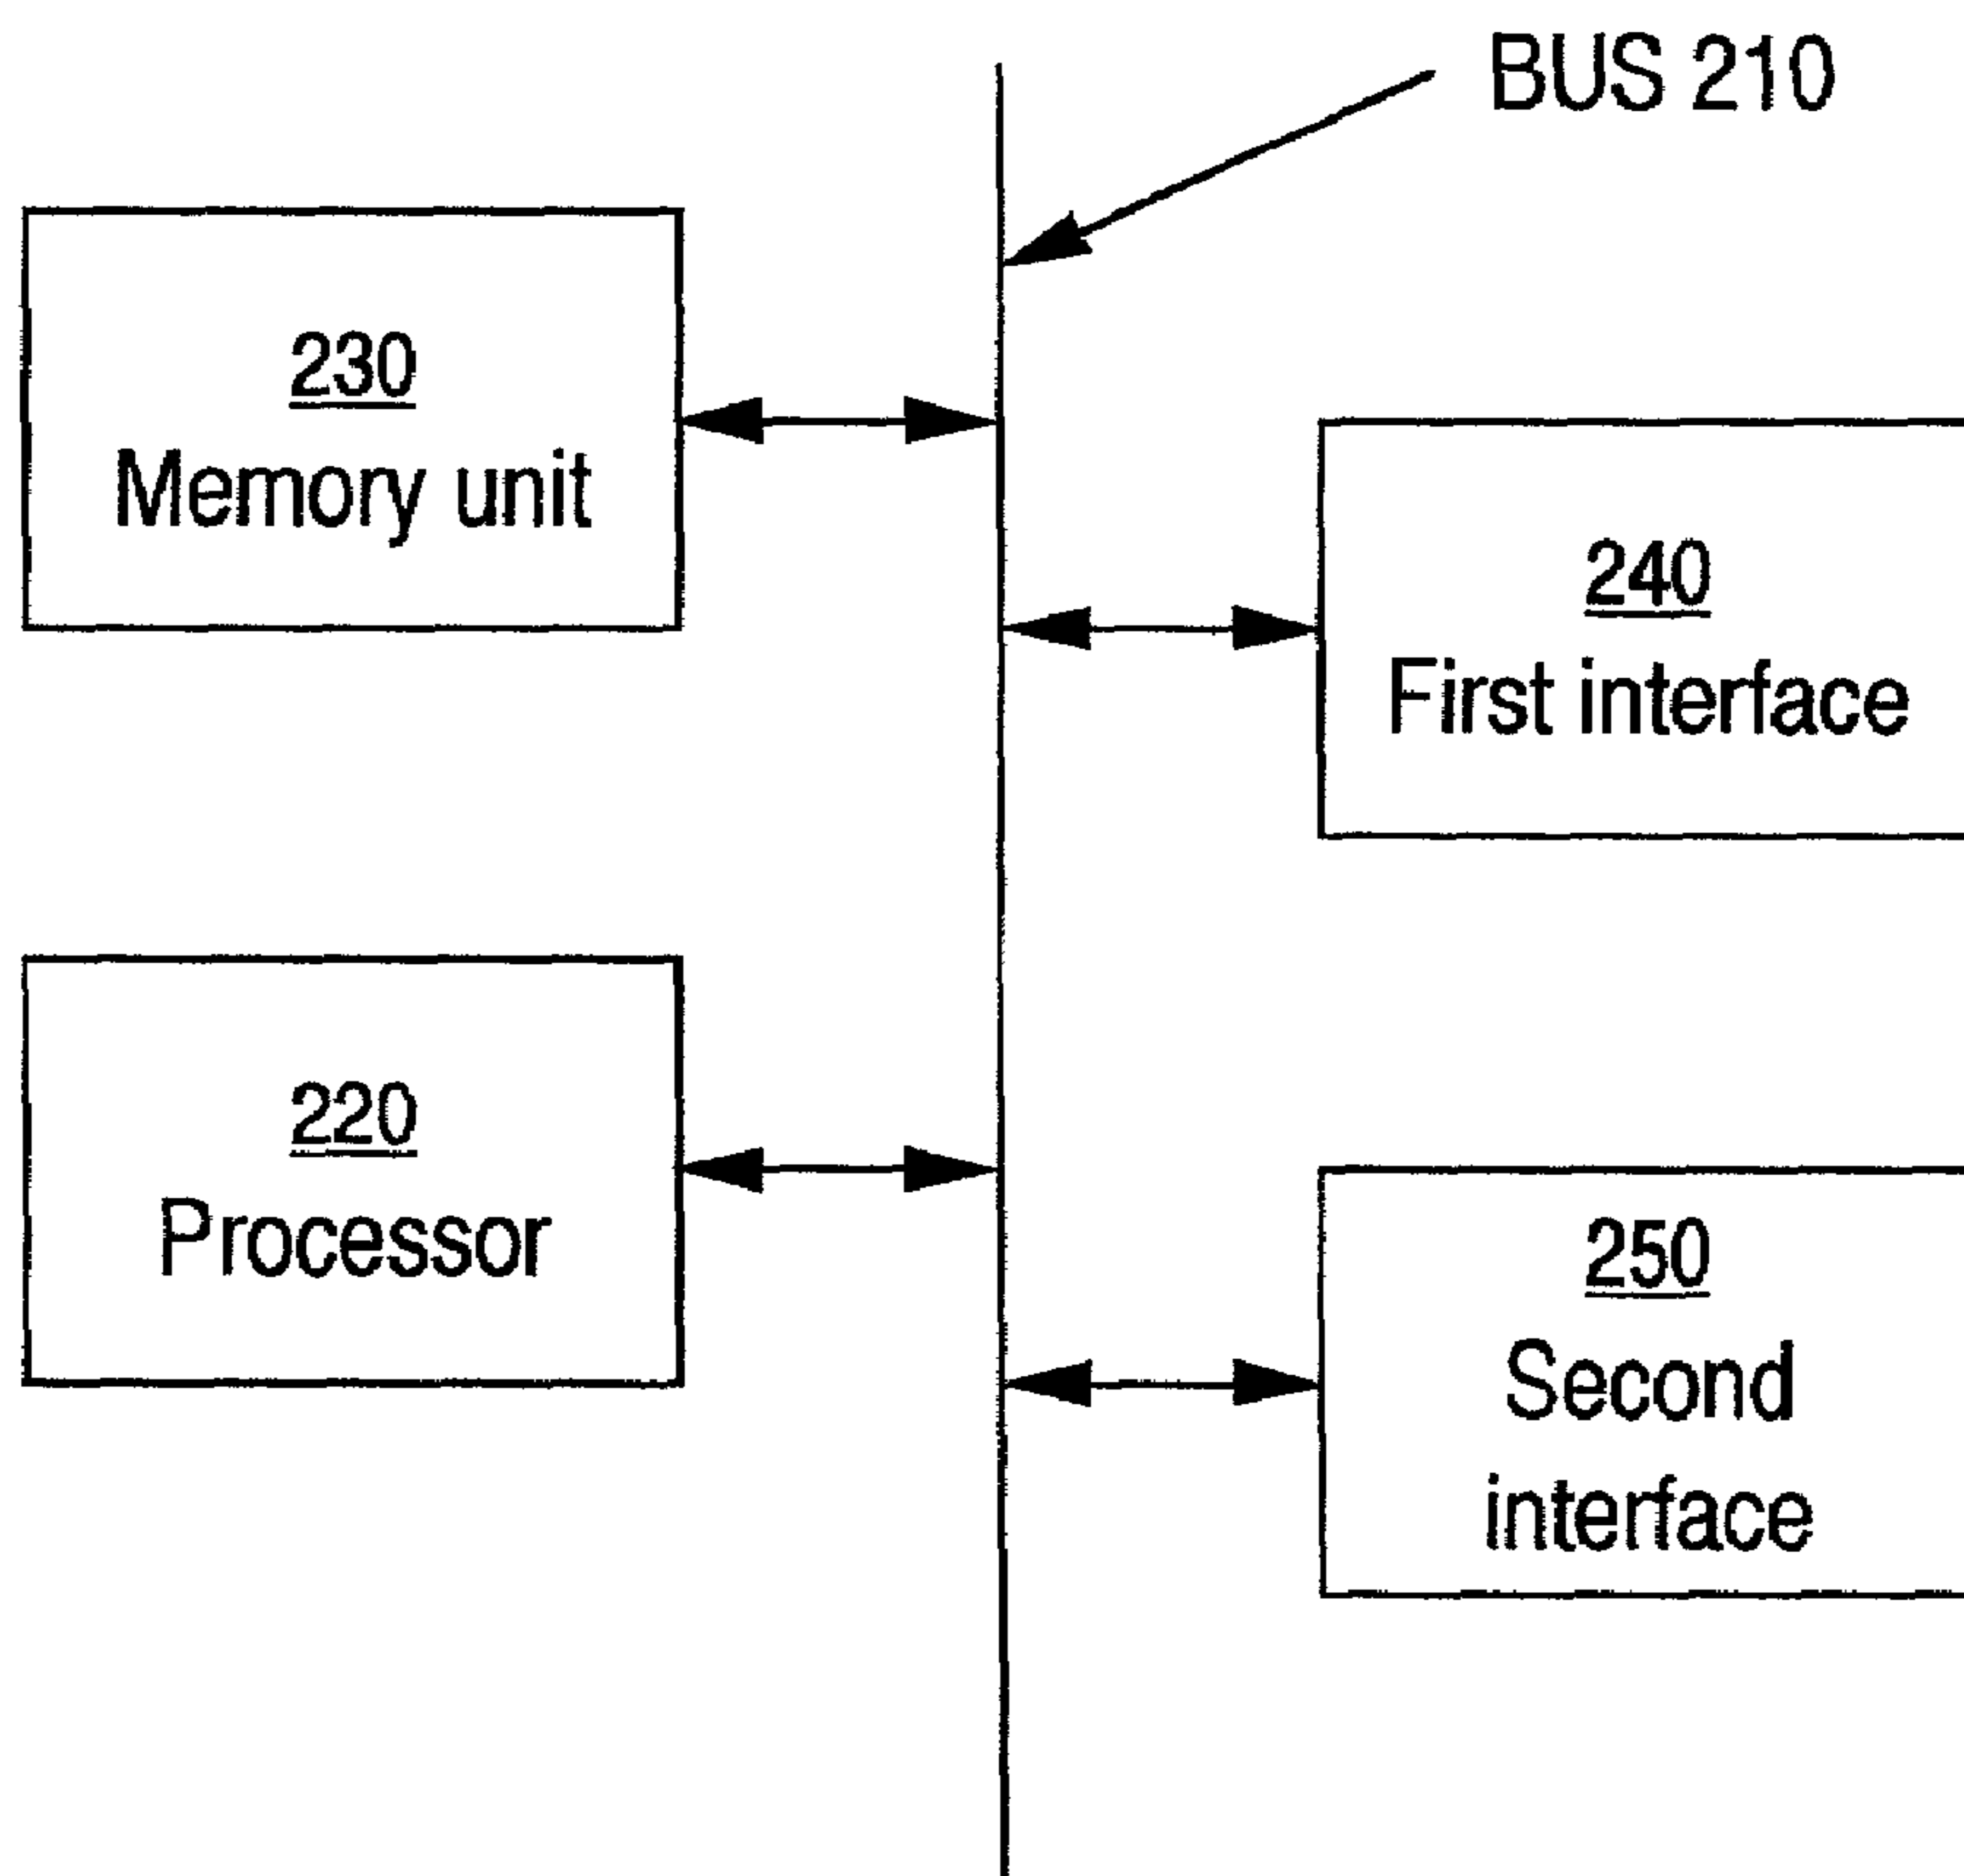 BUS 210
230
Memory unit
240
First interface
220
Processor
250
Second
interface